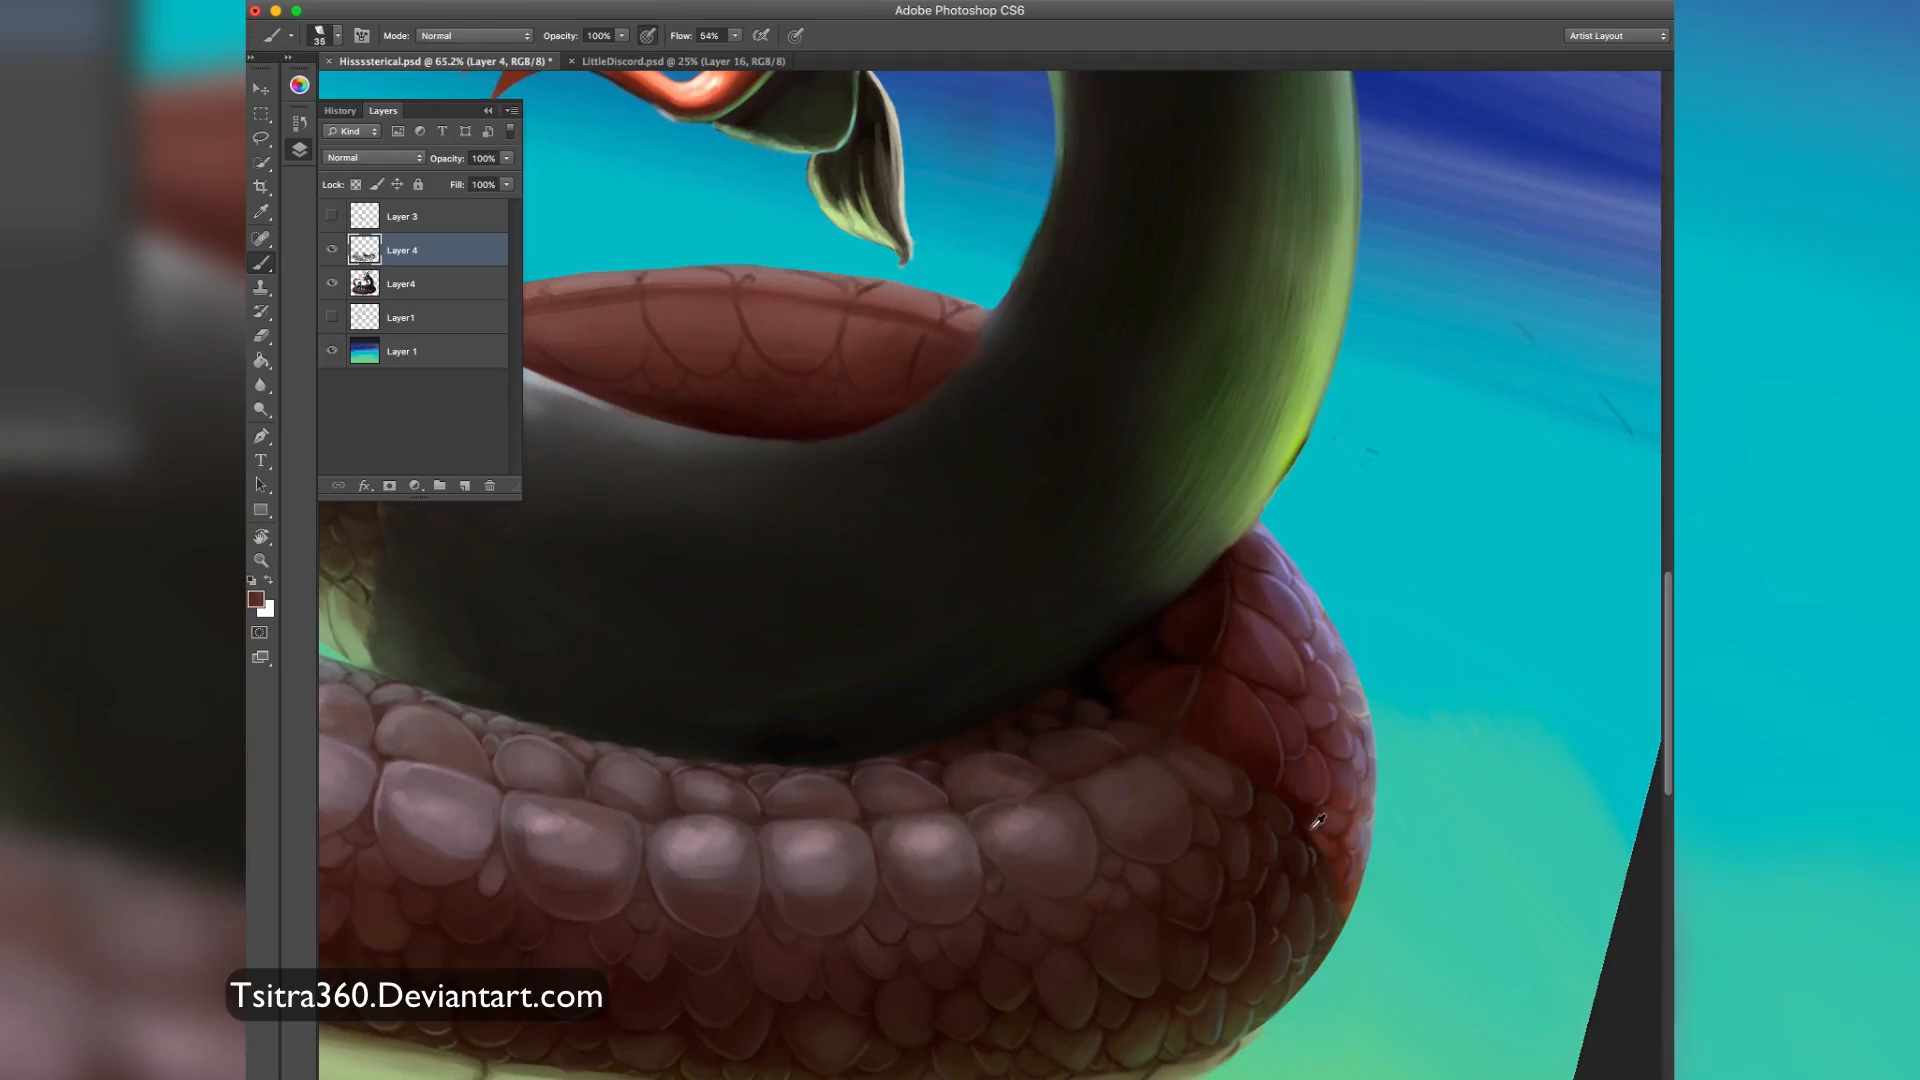 Adobe Photoshop CS6
35
Mode: Normal Opacity: 100% Flow: 54% Artist Layout
Hissssterical.psd @ 65.2% (Layer 4, RGB/8) * LittleDiscord.psd @ 25% (Layer 16, RGB/8)
History Layers
Kind
Normal Opacity: 100%
Lock: Fill: 100%
Layer 3
Layer 4
Layer4
Layer1
Layer 1
fx
Tsitra360.Deviantart.com